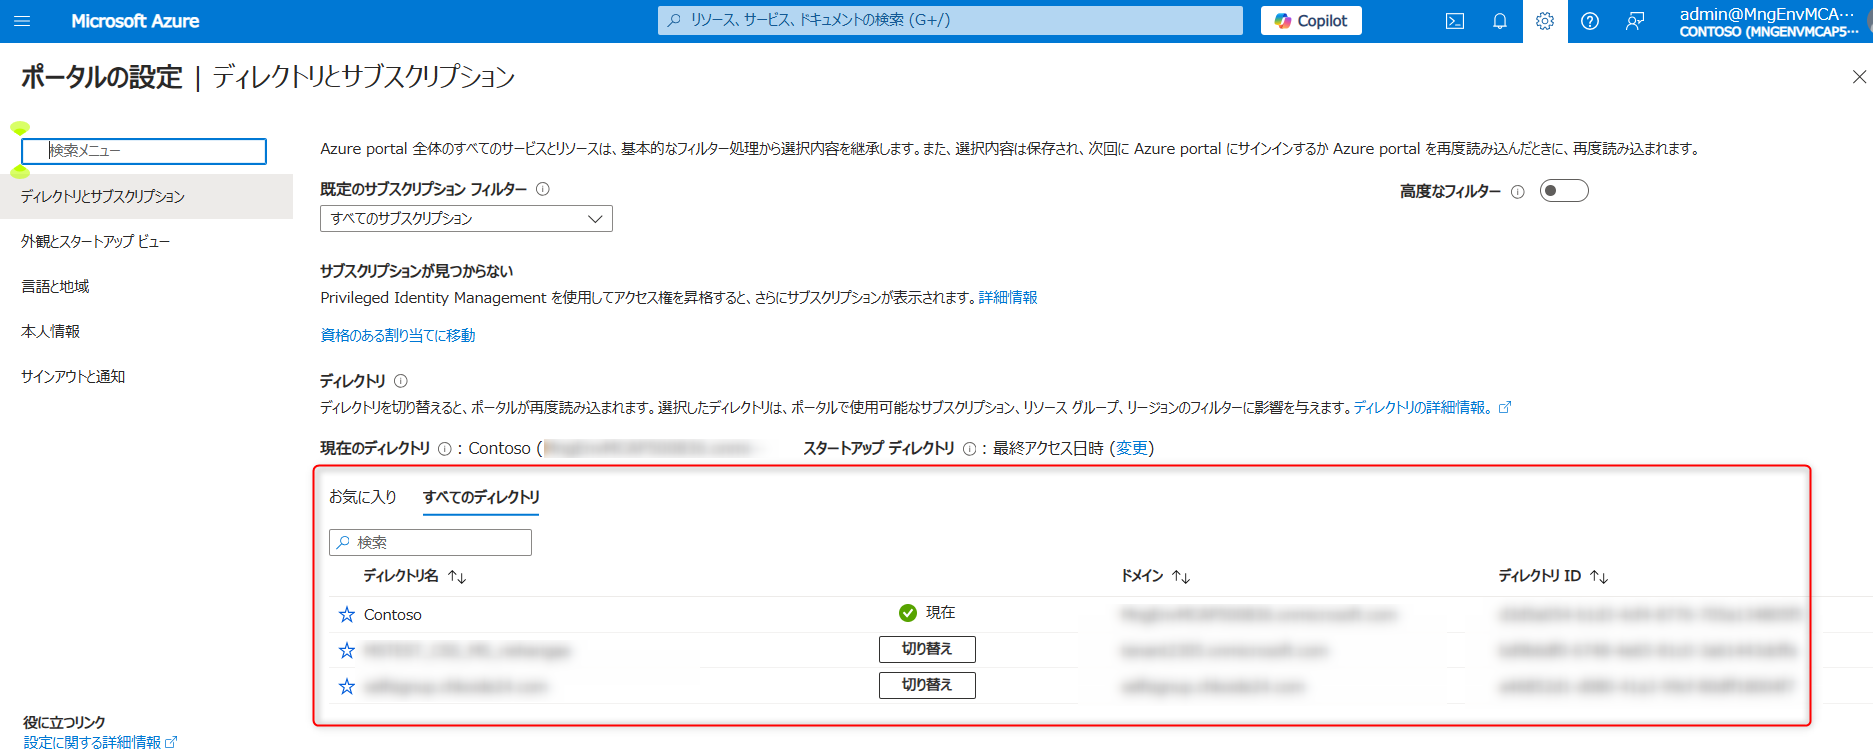 Microsoft Azure
リソース、サービス、ドキュメントの検索 (G+/)
Copilot
admin@MngEnvMCA...
CONTOSO (MNGENVMCAP5...
ポータルの設定 | ディレクトリとサブスクリプション
検索メニュー
ディレクトリとサブスクリプション
外観とスタートアップ ビュー
言語と地域
本人情報
サインアウトと通知
役に立つリンク
設定に関する詳細情報
Azure portal 全体のすべてのサービスとリソースは、基本的なフィルター処理から選択内容を継承します。また、選択内容は保存され、次回に Azure portal にサインインするか Azure portal を再度読み込んだときに、再度読み込まれます。
既定のサブスクリプション フィルター
高度なフィルター
すべてのサブスクリプション
サブスクリプションが見つからない
Privileged Identity Management を使用してアクセス権を昇格すると、さらにサブスクリプションが表示されます。詳細情報
資格のある割り当てに移動
ディレクトリ
ディレクトリを切り替えると、ポータルが再度読み込まれます。選択したディレクトリは、ポータルで使用可能なサブスクリプション、リソース グループ、リージョンのフィルターに影響を与えます。ディレクトリの詳細情報。
現在のディレクトリ : Contoso (
スタートアップ ディレクトリ : 最終アクセス日時 (変更)
お気に入り すべてのディレクトリ
検索
ディレクトリ名 ↑↓ ドメイン ↑↓ ディレクトリ ID ↑↓
Contoso 現在
切り替え
切り替え